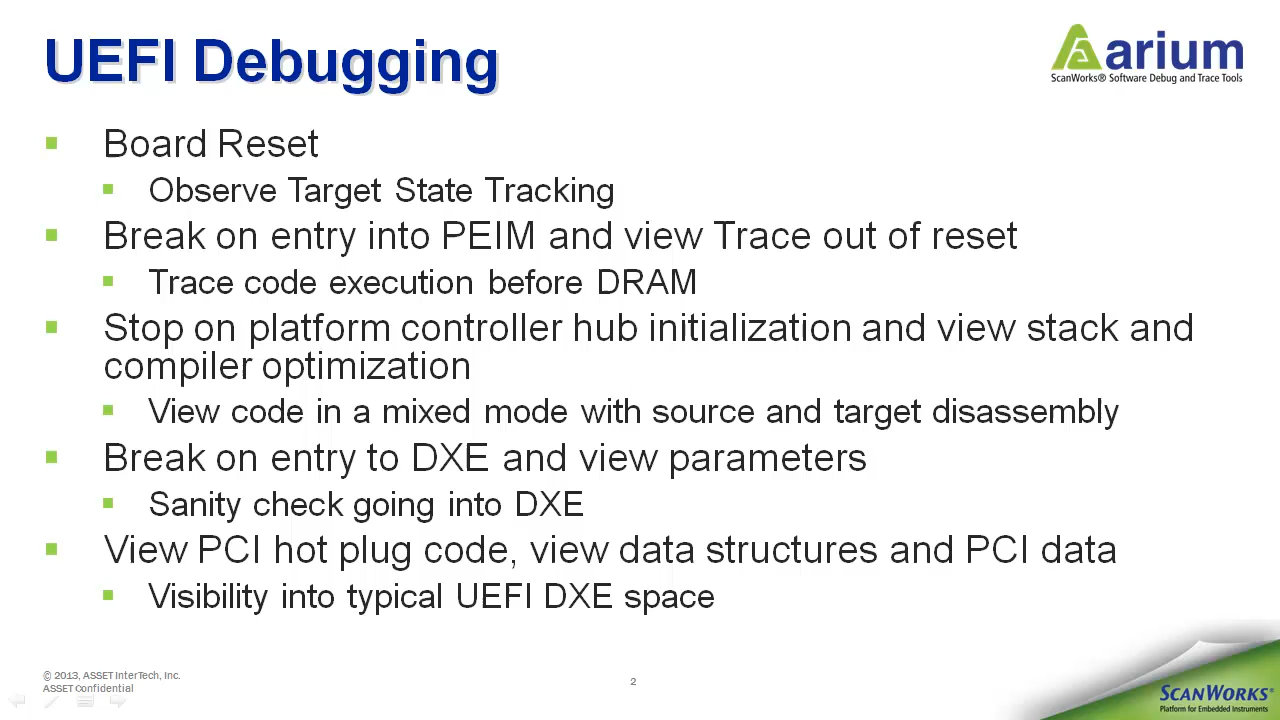 UEFI Debugging
arium
ScanWorks® Software Debug and Trace Tools
Board Reset
Observe Target State Tracking
Break on entry into PEIM and view Trace out of reset
Trace code execution before DRAM
Stop on platform controller hub initialization and view stack and
compiler optimization
View code in a mixed mode with source and target disassembly
Break on entry to DXE and view parameters
Sanity check going into DXE
View PCI hot plug code, view data structures and PCI data
Visibility into typical UEFI DXE space
© 2013, ASSET InterTech, Inc.
ASSET Confidential
2
SCANWORKS®
Platform for Embedded Instruments